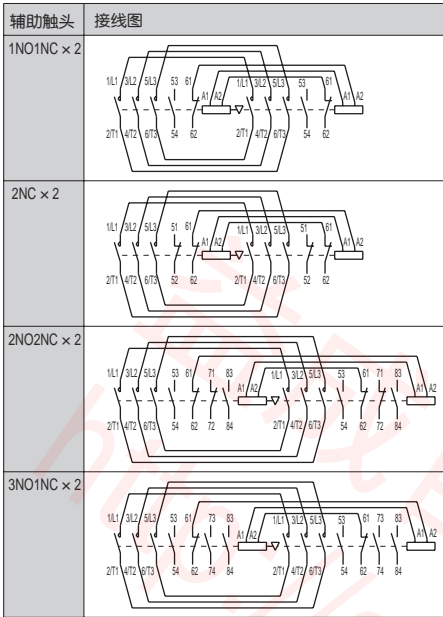 辅助触头 接线图
1NO1NC × 2
1/L1 3/L2 5/L3 53 61 A1 A2 1/L1 3/L2 5/L3 53 61 A1 A2
2/T1 4/T2 6/T3 54 62 2/T1 4/T2 6/T3 54 62
2NC × 2
1/L1 3/L2 5/L3 51 61 A1 A2 1/L1 3/L2 5/L3 51 61 A1 A2
2/T1 4/T2 6/T3 52 62 2/T1 4/T2 6/T3 52 62
2NO2NC × 2
1/L1 3/L2 5/L3 53 61 71 83 A1 A2 1/L1 3/L2 5/L3 53 61 71 83 A1 A2
2/T1 4/T2 6/T3 54 62 72 84 2/T1 4/T2 6/T3 54 62 72 84
3NO1NC × 2
1/L1 3/L2 5/L3 53 61 73 83 A1 A2 1/L1 3/L2 5/L3 53 61 73 83 A1 A2
2/T1 4/T2 6/T3 54 62 74 84 2/T1 4/T2 6/T3 54 62 74 84